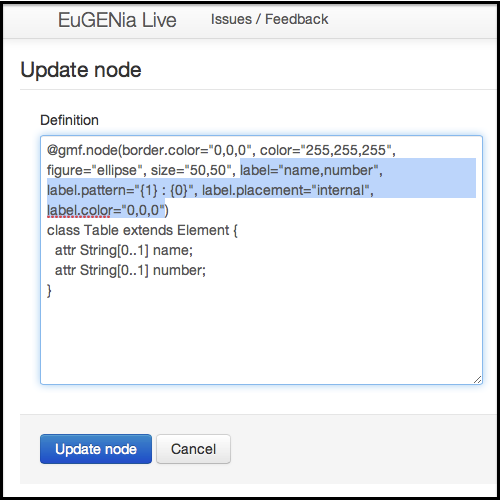 EuGENia Live Issues / Feedback
Update node
Definition
@gmf.node(border.color="0,0,0", color="255,255,255",
figure="ellipse", size="50,50", label="name,number",
label.pattern="{1} : {0}", label.placement="internal",
label.color="0,0,0")
class Table extends Element {
  attr String[0..1] name;
  attr String[0..1] number;
}
Update node Cancel